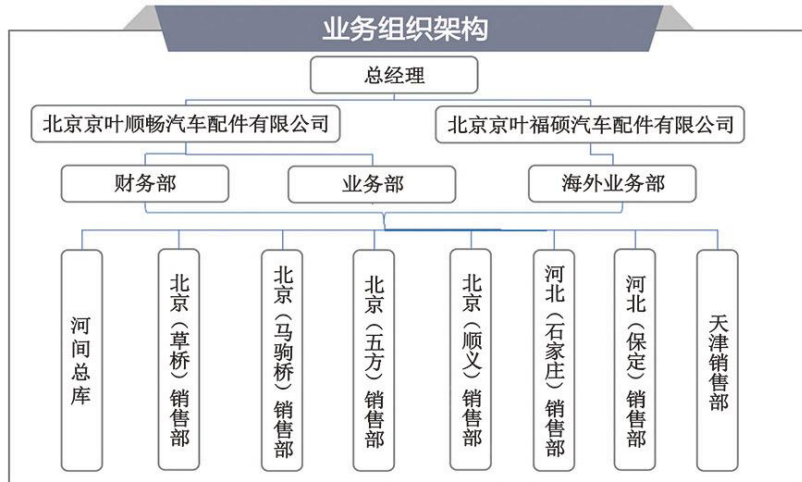 业务组织架构
总经理
北京京叶顺畅汽车配件有限公司
北京京叶福硕汽车配件有限公司
财务部
业务部
海外业务部
河间总库
北京（草桥）销售部
北京（马驹桥）销售部
北京（五方）销售部
北京（顺义）销售部
河北（石家庄）销售部
河北（保定）销售部
天津销售部